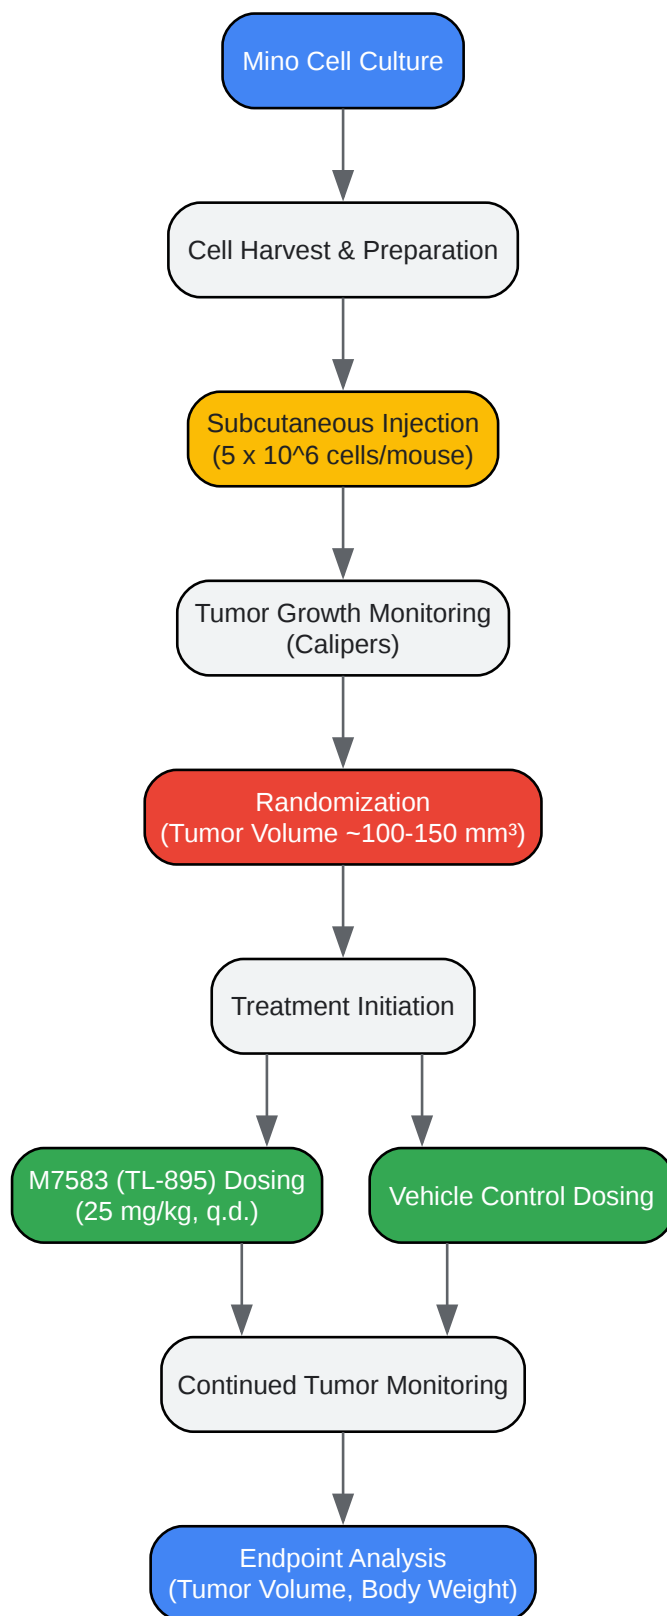 Mino Cell Culture
Cell Harvest & Preparation
Subcutaneous Injection
(5 x 10^6 cells/mouse)
Tumor Growth Monitoring
(Calipers)
Randomization
(Tumor Volume ~100-150 mm³)
Treatment Initiation
M7583 (TL-895) Dosing
(25 mg/kg, q.d.)
Vehicle Control Dosing
Continued Tumor Monitoring
Endpoint Analysis
(Tumor Volume, Body Weight)